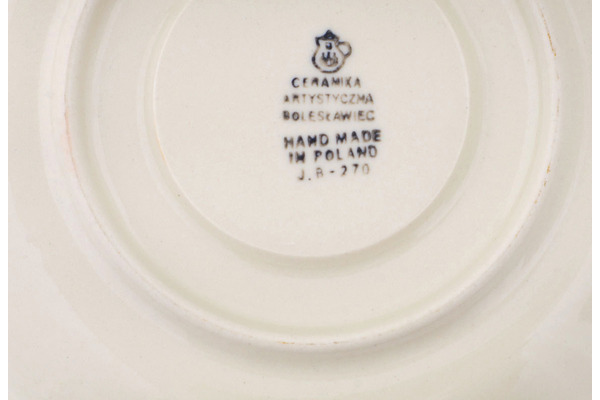 CERAMIKA
ARTYSTYCZNA
BOLESŁAWIEC
HAND MADE
IN POLAND
J.B-270